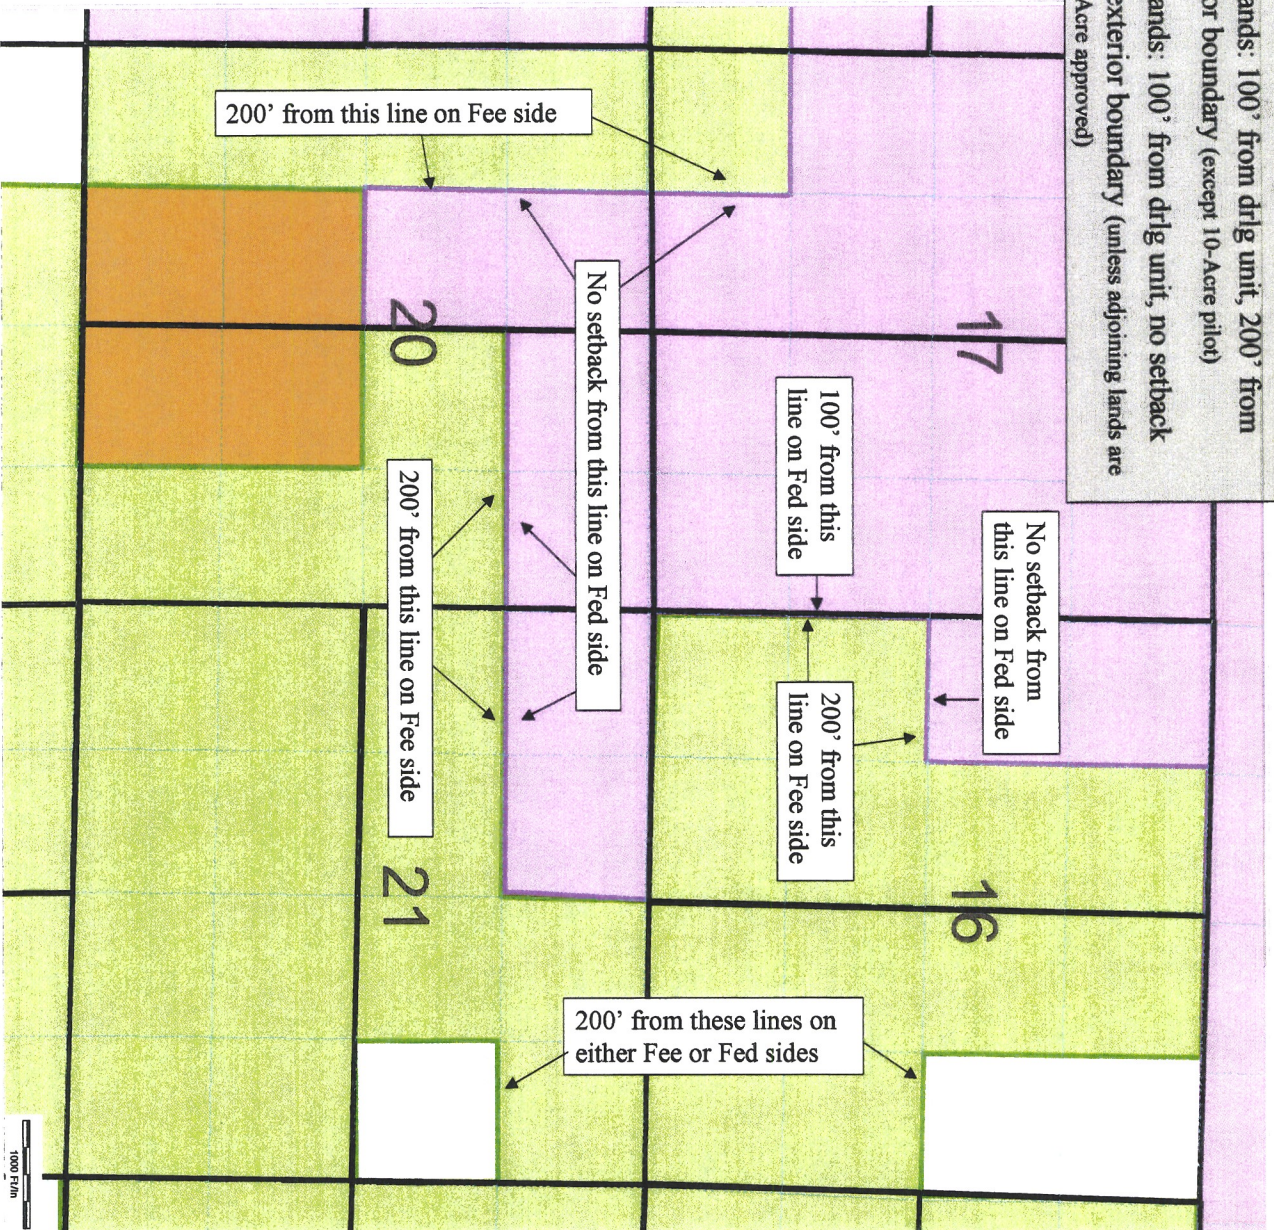 ands: 100’ from drlg unit, 200’ from
or boundary (except 10-Acre pilot)
ands: 100’ from drlg unit, no setback
exterior boundary (unless adjoining lands are
Acre approved)
200’ from this line on Fee side
17
20
No setback from this line on Fed side
100’ from this
line on Fed side
No setback from
this line on Fed side
200’ from this line on Fee side
200’ from this
line on Fee side
21
16
200’ from these lines on
either Fee or Fed sides
1000 Ft/In